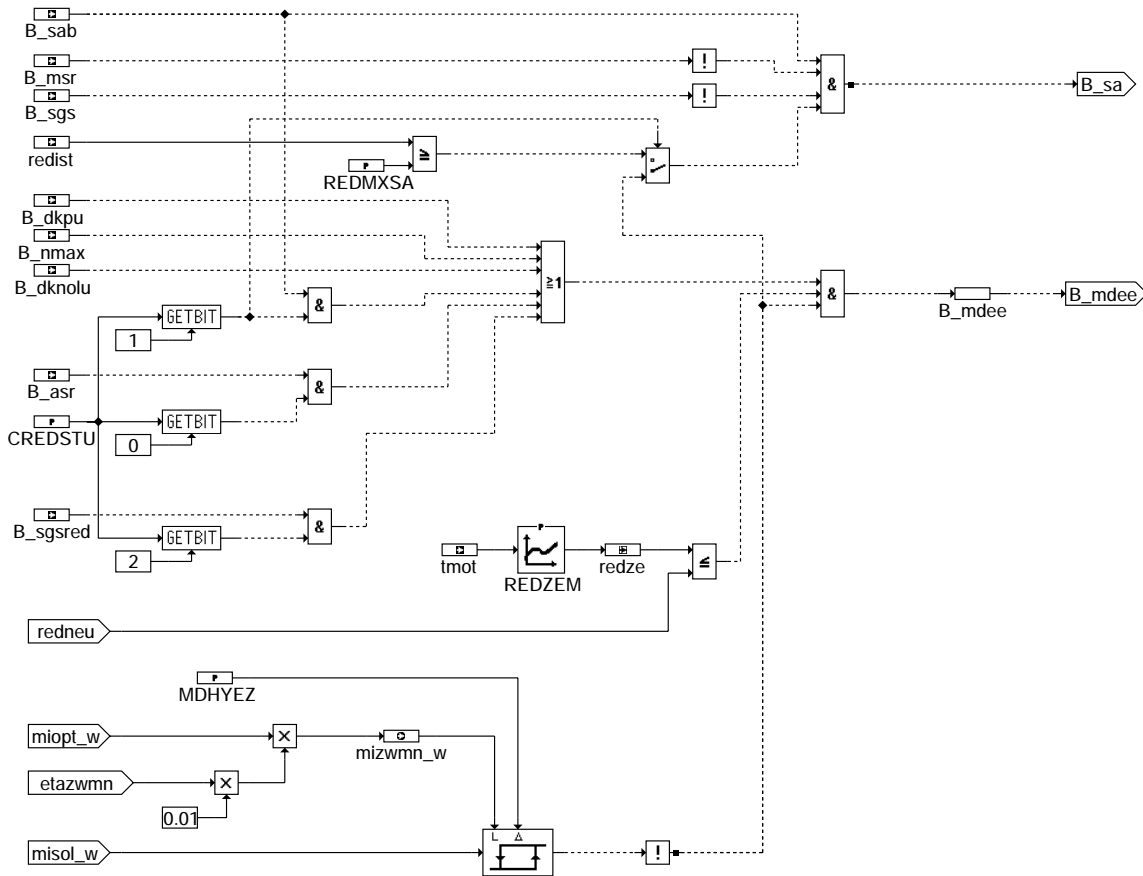 B_sab
B_msr
!
B_sgs
!
&
B_sa
redist
P
REDMXSA
≥
B_dkpu
B_nmax
B_dknolu
≥1
&
B_mdee
B_mdee
GETBIT
1
&
B_asr
&
P
CREDSTU
GETBIT
0
B_sgsred
&
GETBIT
2
tmot
P
REDZEM
redze
≤
redneu
P
MDHYEZ
miopt_w
X
mizwmn_w
etazwmn
X
0.01
L Δ
misol_w
!